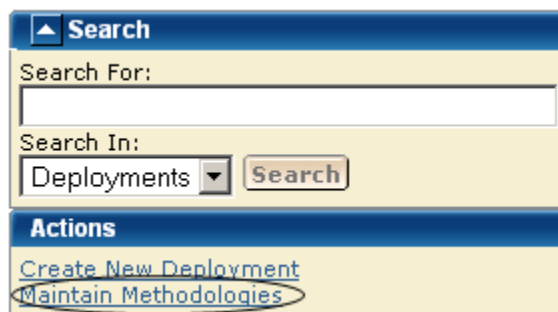 Search
Search For:
Search In:
Deployments Search
Actions
Create New Deployment
Maintain Methodologies